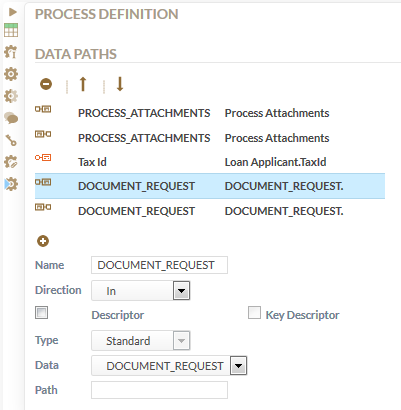 PROCESS DEFINITION
DATA PATHS
PROCESS_ATTACHMENTS Process Attachments
PROCESS_ATTACHMENTS Process Attachments
Tax Id Loan Applicant.TaxId
DOCUMENT_REQUEST DOCUMENT_REQUEST.
DOCUMENT_REQUEST DOCUMENT_REQUEST.
Name DOCUMENT_REQUEST
Direction In
Descriptor Key Descriptor
Type Standard
Data DOCUMENT_REQUEST
Path